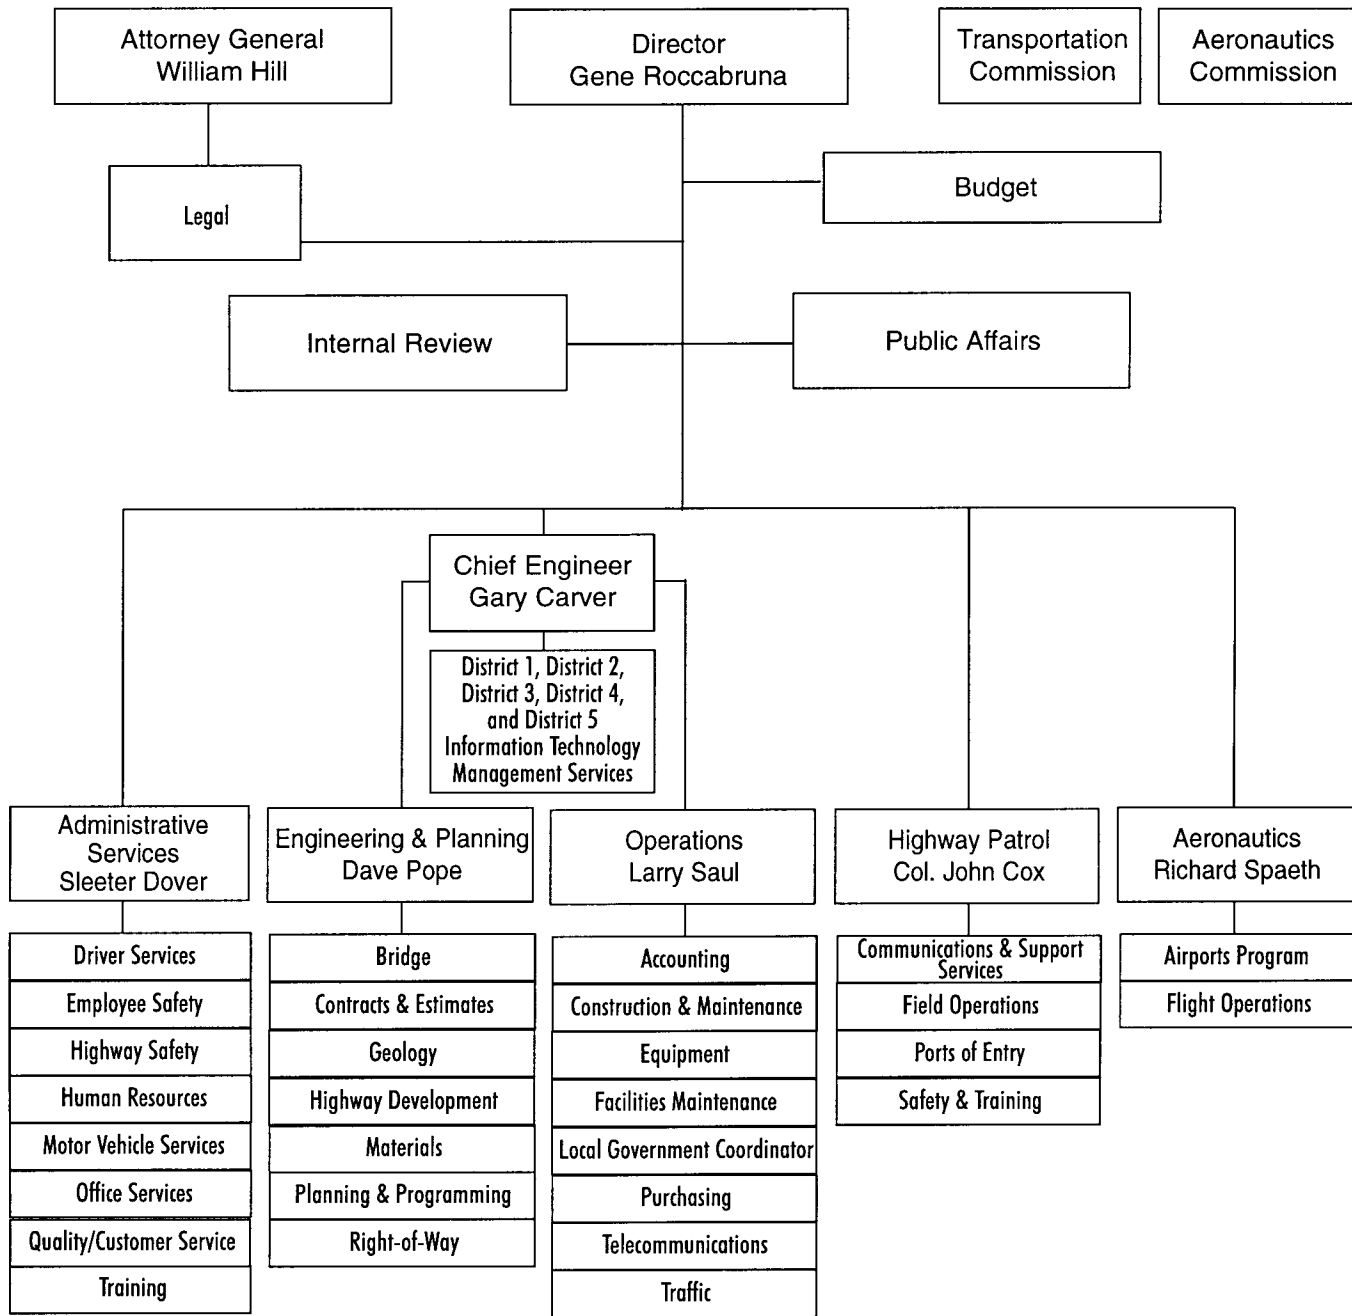 Attorney General
William Hill
Director
Gene Roccabruna
Transportation
Commission
Aeronautics
Commission
Legal
Budget
Internal Review
Public Affairs
Chief Engineer
Gary Carver
District 1, District 2,
District 3, District 4,
and District 5
Information Technology
Management Services
Administrative
Services
Sleeter Dover
Engineering & Planning
Dave Pope
Operations
Larry Saul
Highway Patrol
Col. John Cox
Aeronautics
Richard Spaeth
Driver Services
Employee Safety
Highway Safety
Human Resources
Motor Vehicle Services
Office Services
Quality/Customer Service
Training
Bridge
Contracts & Estimates
Geology
Highway Development
Materials
Planning & Programming
Right-of-Way
Accounting
Construction & Maintenance
Equipment
Facilities Maintenance
Local Government Coordinator
Purchasing
Telecommunications
Traffic
Communications & Support
Services
Field Operations
Ports of Entry
Safety & Training
Airports Program
Flight Operations